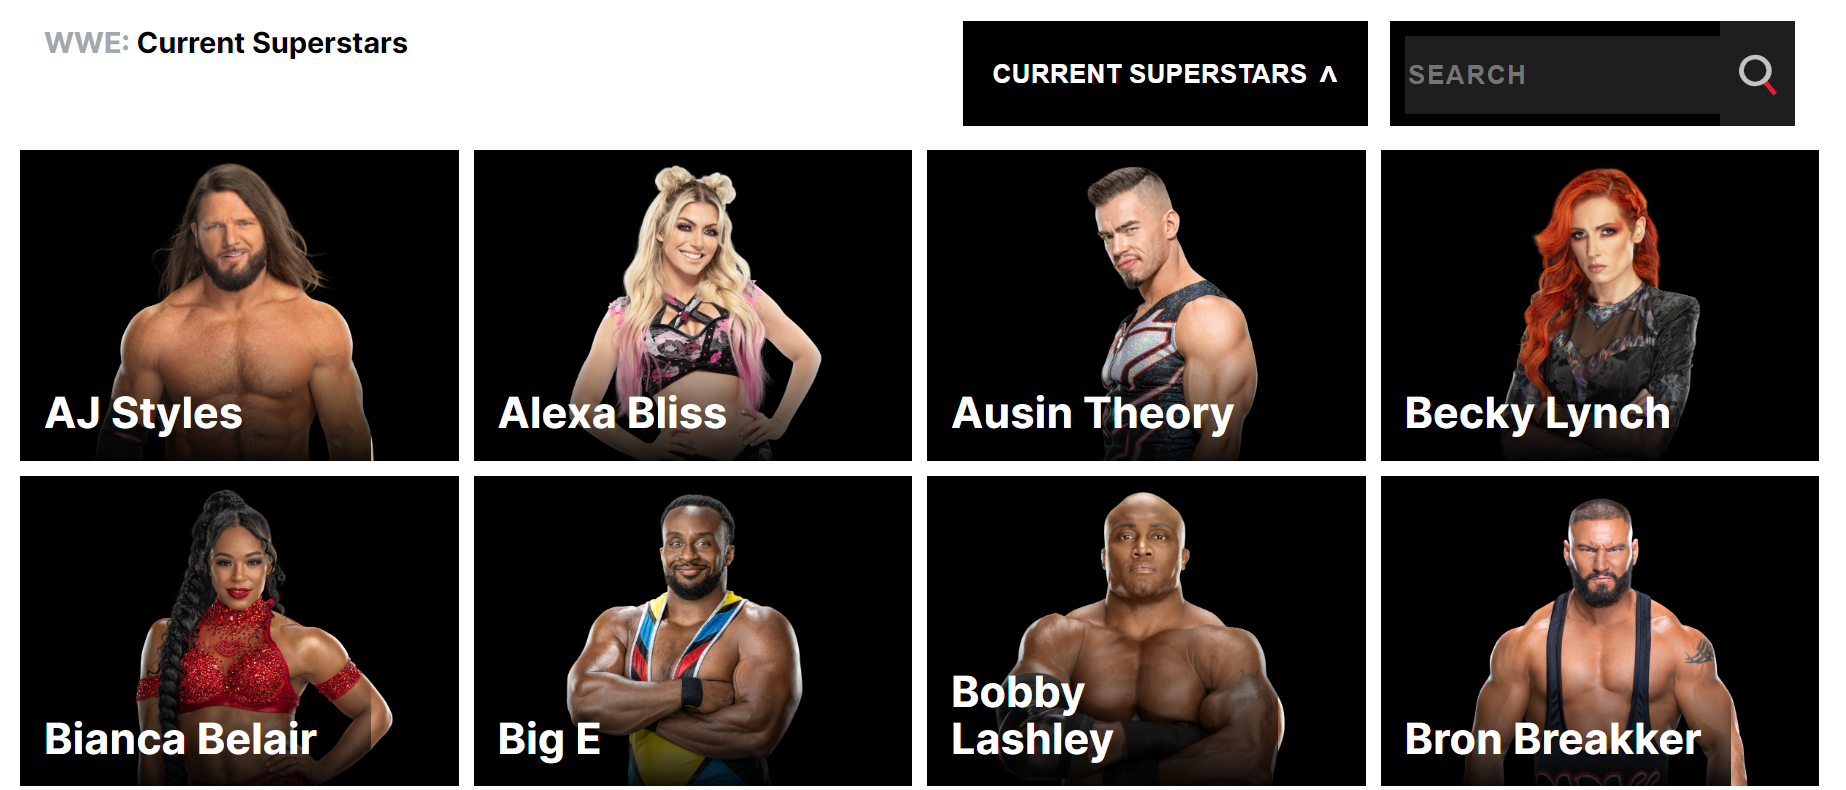 WWE: Current Superstars
CURRENT SUPERSTARS ∧
SEARCH
AJ Styles
Alexa Bliss
Ausin Theory
Becky Lynch
Bianca Belair
Big E
Bobby
Lashley
Bron Breakker